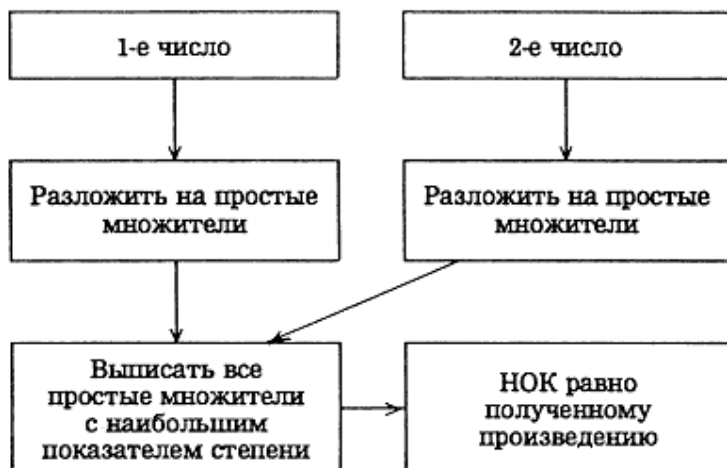 1-е число
2-е число
Разложить на простые
множители
Разложить на простые
множители
Выписать все
простые множители
с наибольшим
показателем степени
НОК равно
полученному
произведению